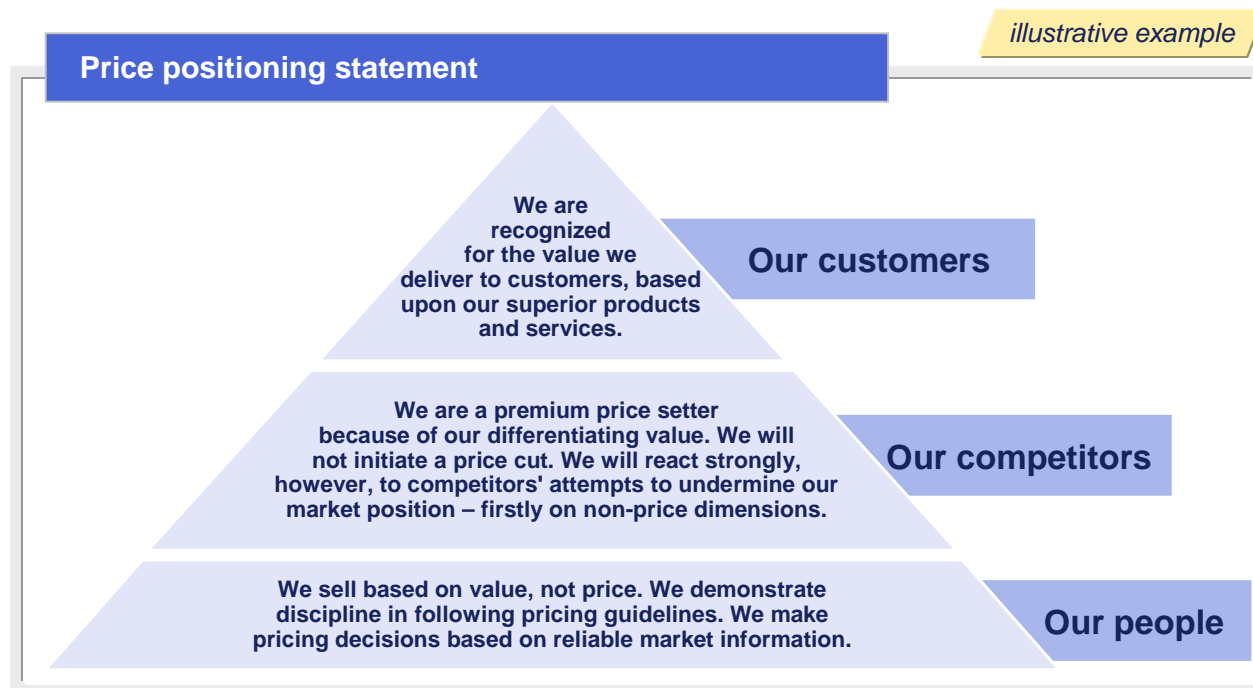 illustrative example
Price positioning statement
We are
recognized
for the value we
deliver to customers, based
upon our superior products
and services.
Our customers
We are a premium price setter
because of our differentiating value. We will
not initiate a price cut. We will react strongly,
however, to competitors' attempts to undermine our
market position – firstly on non-price dimensions.
Our competitors
We sell based on value, not price. We demonstrate
discipline in following pricing guidelines. We make
pricing decisions based on reliable market information.
Our people